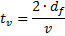 t_v = 2 · d_f / v